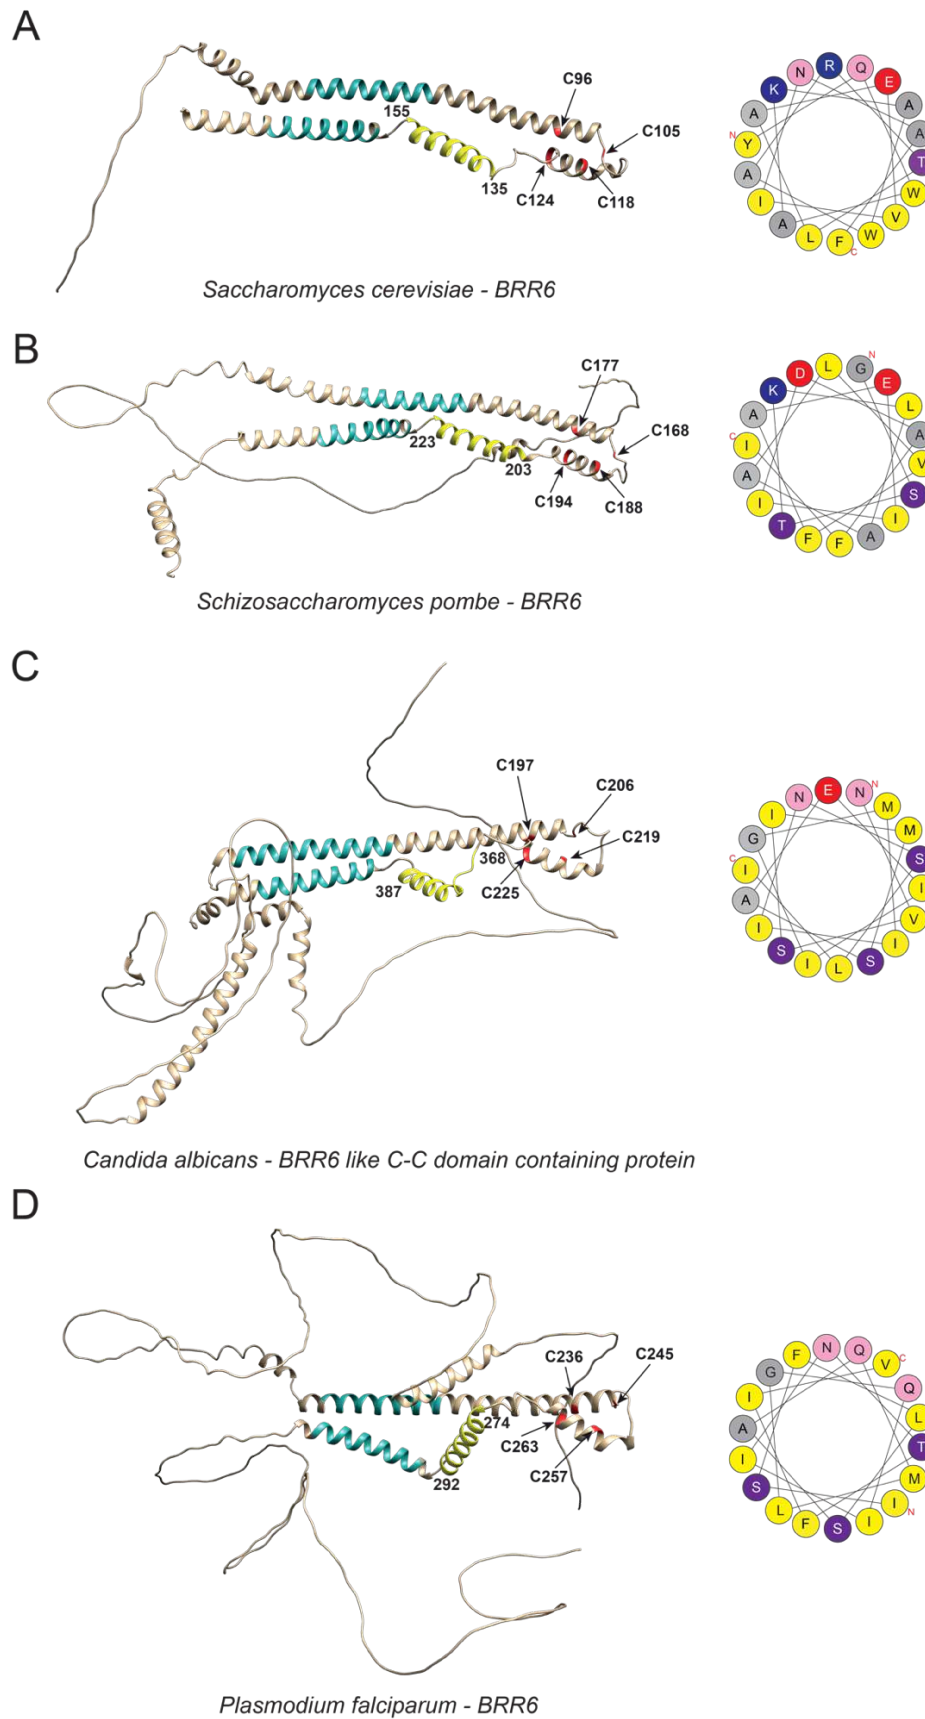 A
C96
155
C105
135
C124
C118
N R Q E A A T W V W F L A I A Y A K
N
C
Saccharomyces cerevisiae - BRR6
B
C177
C168
223
203
C194
C188
L G E L A V S I A F F T I A I A K D
N
C
Schizosaccharomyces pombe - BRR6
C
C197
C206
368
C219
387
C225
N E N M M S I V I S L I S I A I G I
N
C
Candida albicans - BRR6 like C-C domain containing protein
D
C236
C245
274
C263
C257
292
F N Q V Q L T M I I S F L S I A I G
C
N
Plasmodium falciparum - BRR6